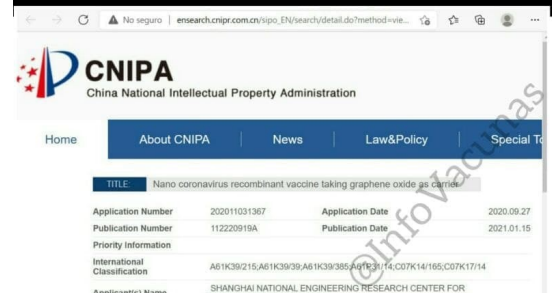 No seguro | ensearch.cnipr.com.cn/sipo_EN/search/detail.do?method=vie...
CNIPA
China National Intellectual Property Administration
Home About CNIPA News Law&Policy Special To
TITLE: Nano coronavirus recombinant vaccine taking graphene oxide as carrier
Application Number 202011031367 Application Date 2020.09.27
Publication Number 112220919A Publication Date 2021.01.15
Priority Information
International Classification A61K39/215;A61K39/39;A61K39/385;A61P31/14;C07K14/165;C07K17/14
Applicant(s) Name SHANGHAI NATIONAL ENGINEERING RESEARCH CENTER FOR
@InfoVacunas